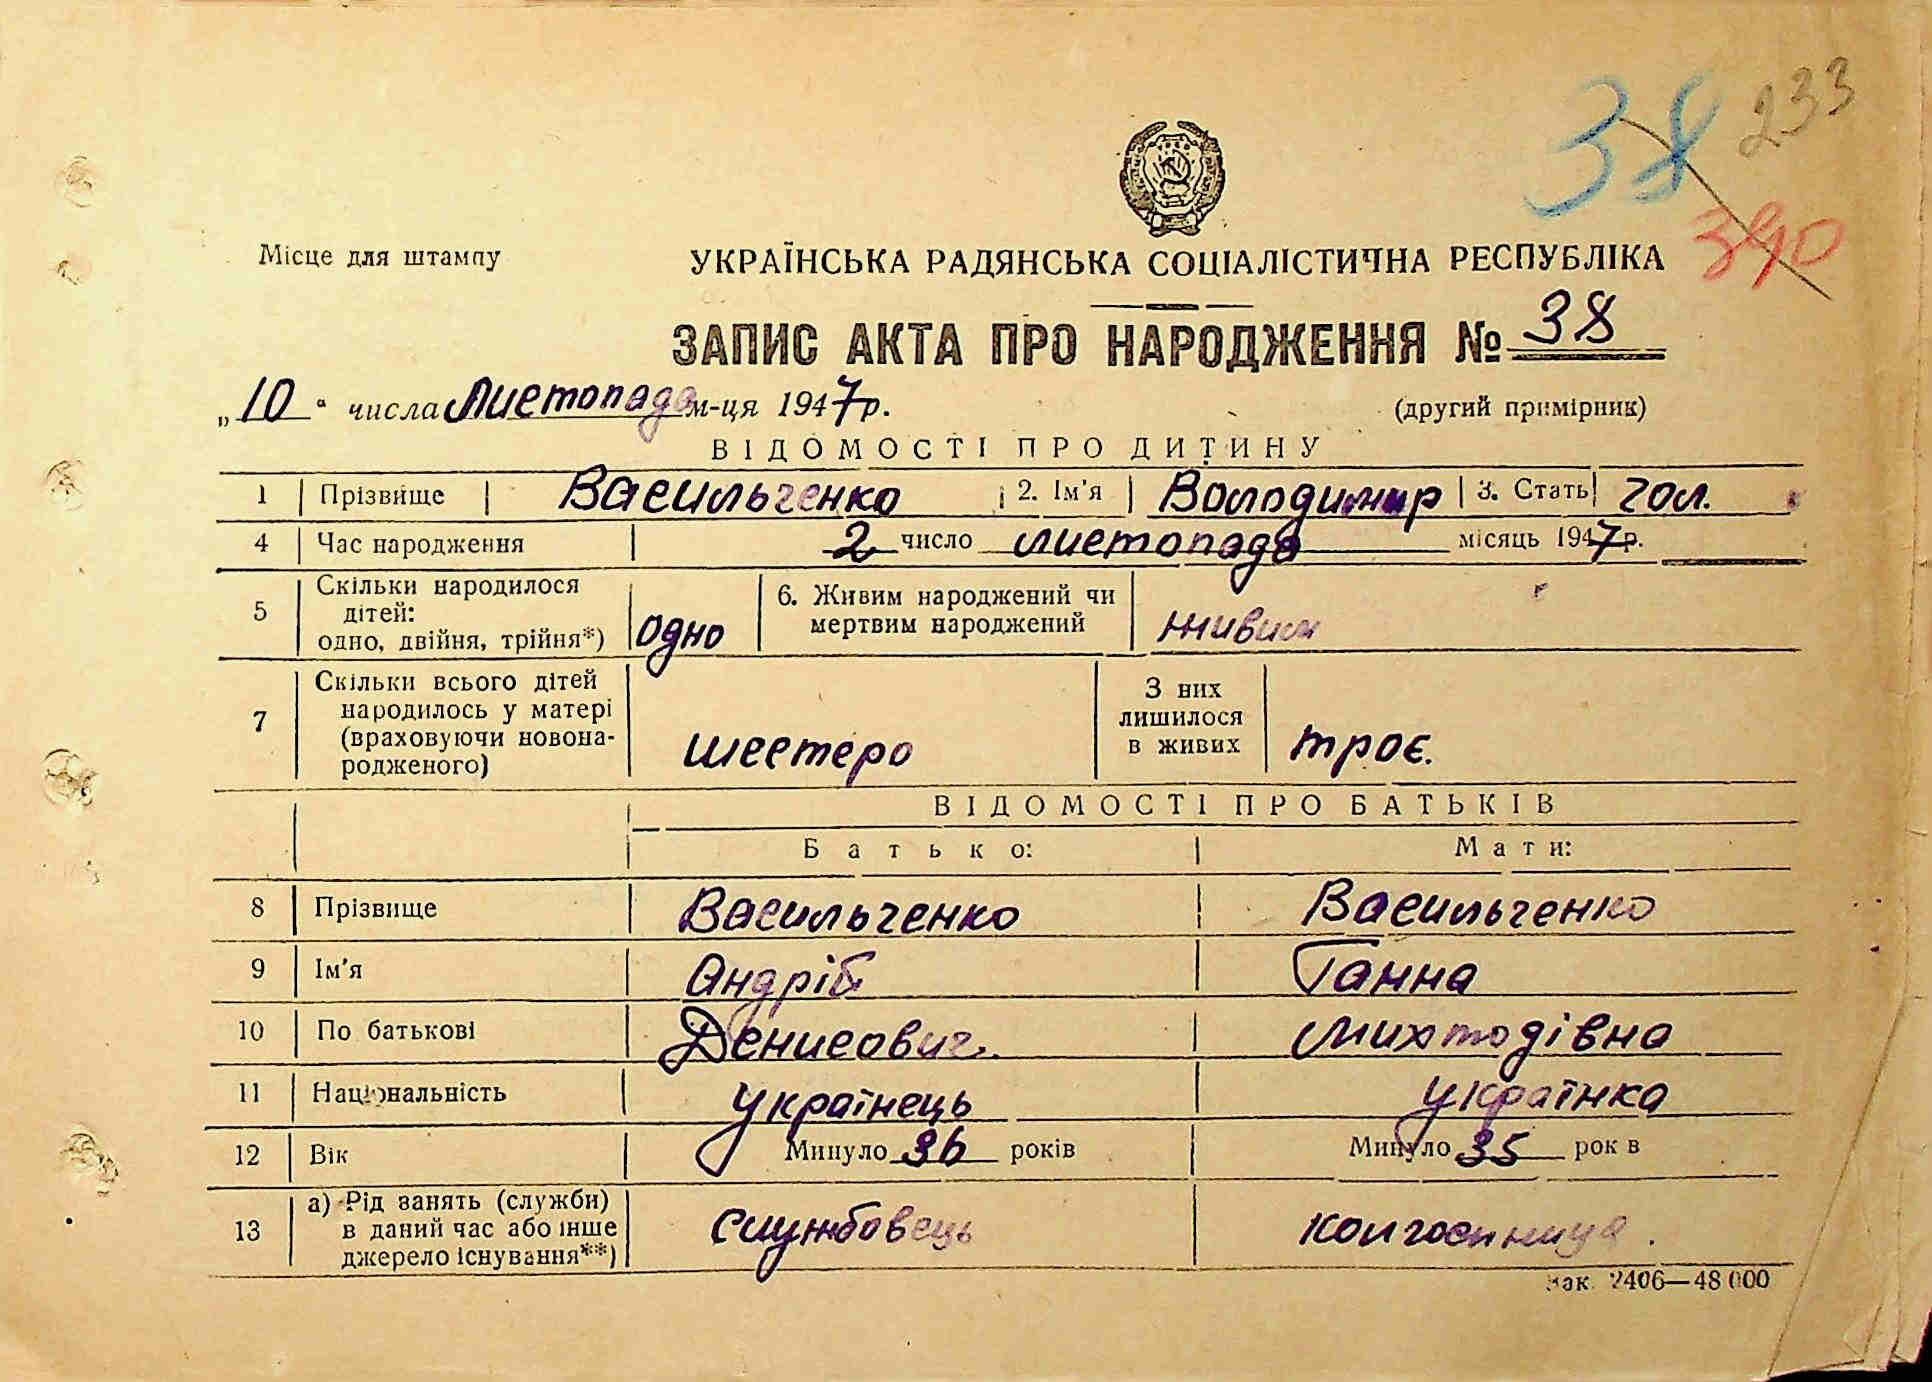 233
38
390
Місце для штампу
УКРАЇНСЬКА РАДЯНСЬКА СОЦІАЛІСТИЧНА РЕСПУБЛІКА
ЗАПИС АКТА ПРО НАРОДЖЕННЯ № 38
„10“ числа Листопада м-ця 1947 р. (другий примірник)
ВІДОМОСТІ ПРО ДИТИНУ
1 Прізвище Васильченко 2. Ім'я Володимир 3. Стать чол.
4 Час народження 2 число листопада місяць 1947 р.
5 Скільки народилося
дітей:
одно, двійня, трійня*) одно 6. Живим народжений чи
мертвим народжений живим
7 Скільки всього дітей
народилось у матері
(враховуючи новона-
родженого) шестеро З них
лишилося
в живих троє.
ВІДОМОСТІ ПРО БАТЬКІВ
Батько: Мати:
8 Прізвище Васильченко Васильченко
9 Ім'я Андрій Ганна
10 По батькові Денисович. Михтодівна
11 Національність українець українка
12 Вік Минуло 36 років Минуло 35 рок в
13 а) Рід занять (служби)
в даний час або інше
джерело існування**) службовець колгоспниця.
Зак. 2406—48 000